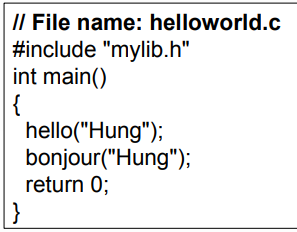 // File name: helloworld.c
#include "mylib.h"
int main()
{
hello("Hung");
bonjour("Hung");
return 0;
}